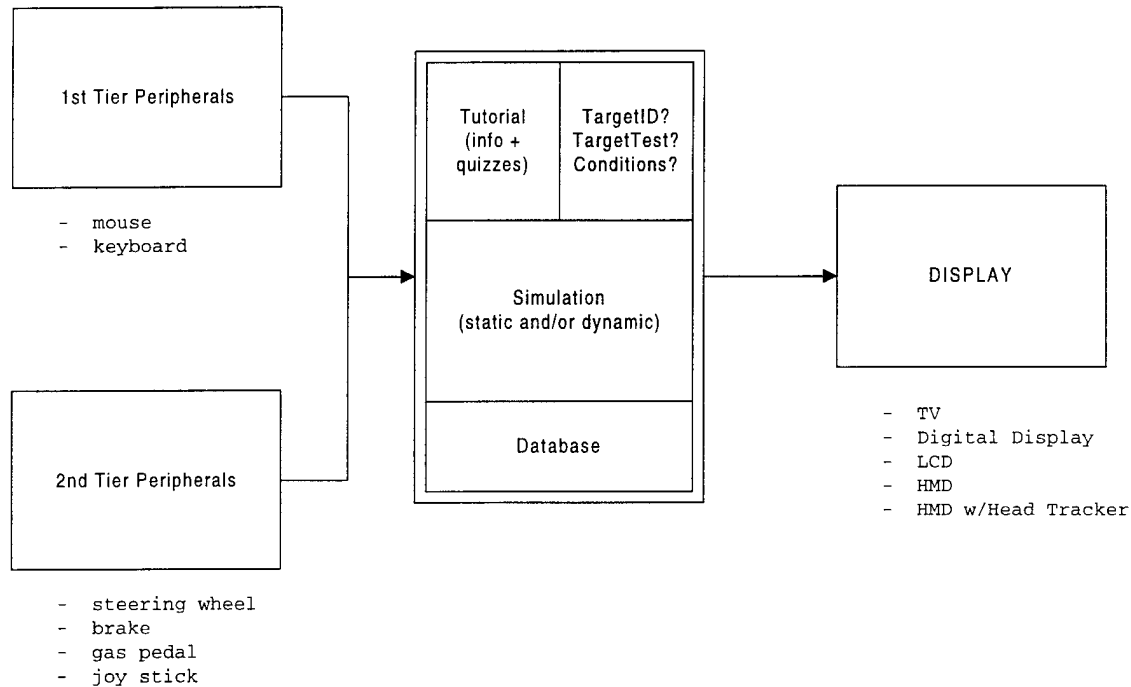 1st Tier Peripherals
- mouse
- keyboard
2nd Tier Peripherals
- steering wheel
- brake
- gas pedal
- joy stick
Tutorial
(info +
quizzes)
TargetID?
TargetTest?
Conditions?
Simulation
(static and/or dynamic)
Database
DISPLAY
- TV
- Digital Display
- LCD
- HMD
- HMD w/Head Tracker